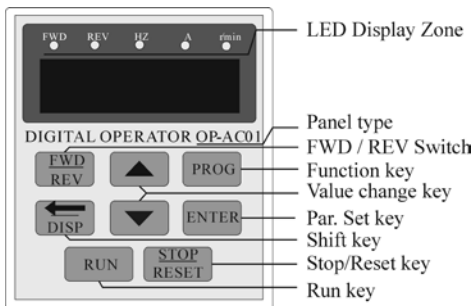 FWD REV HZ A r/min
LED Display Zone
DIGITAL OPERATOR OP-AC01
Panel type
FWD / REV Switch
FWD
REV
PROG
Function key
Value change key
DISP
ENTER
Par. Set key
Shift key
RUN
STOP
RESET
Stop/Reset key
Run key